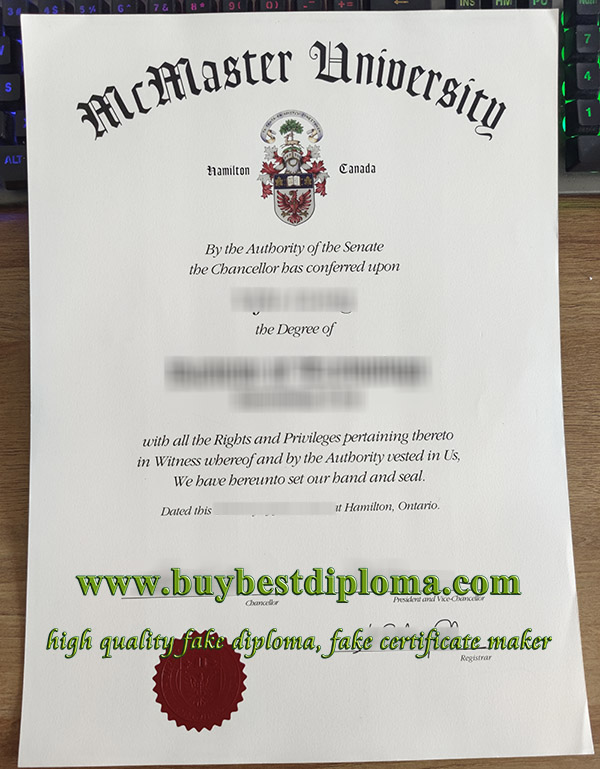 McMaster University
Hamilton Canada
By the Authority of the Senate
the Chancellor has conferred upon
the Degree of
with all the Rights and Privileges pertaining thereto
in Witness whereof and by the Authority vested in Us,
We have hereunto set our hand and seal.
Dated this at Hamilton, Ontario.
www.buybestdiploma.com
Chancellor President and Vice-Chancellor
high quality fake diploma, fake certificate maker
Registrar